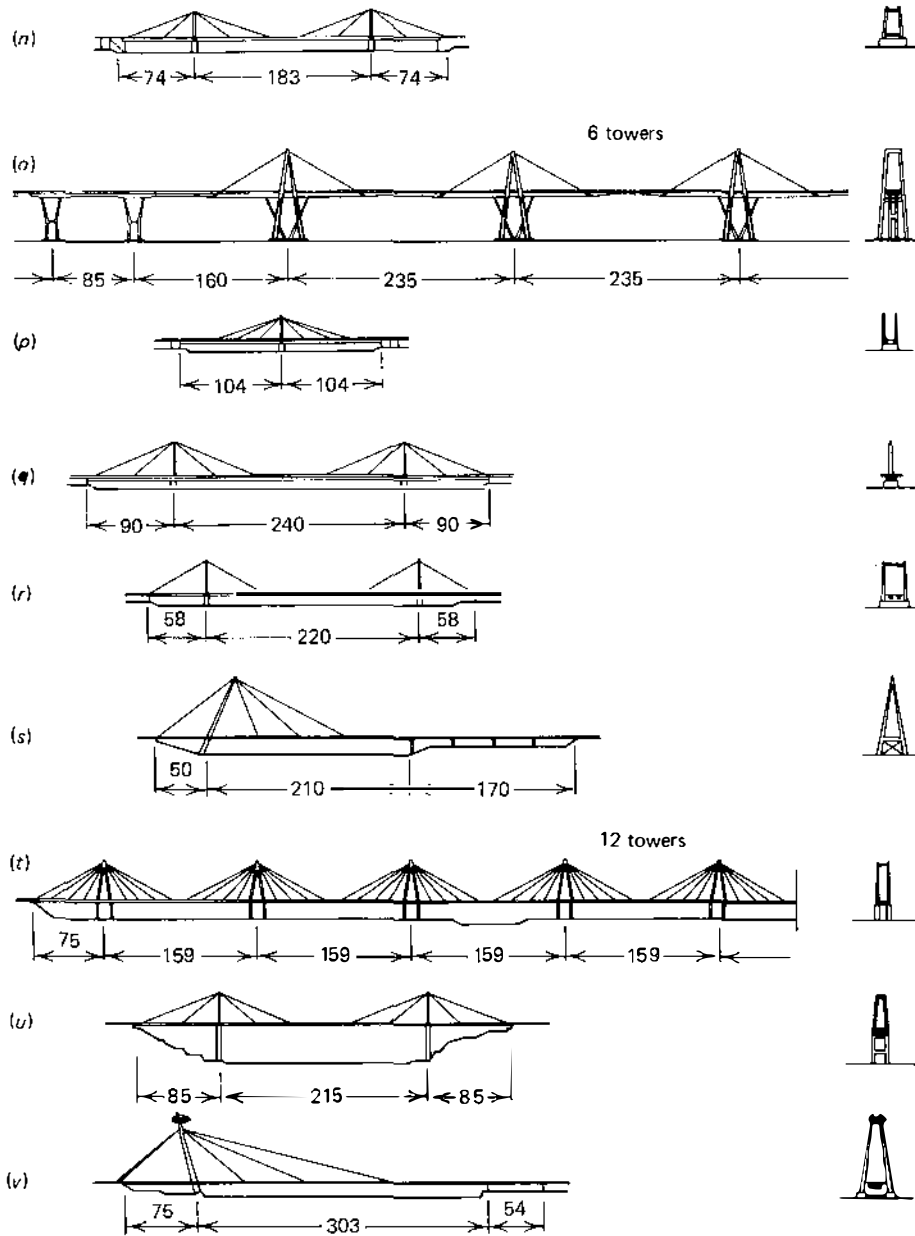 (n)
74 183 74
6 towers
(o)
85 160 235 235
(p)
104 104
(q)
90 240 90
(r)
58 220 58
(s)
50 210 170
12 towers
(t)
75 159 159 159 159
(u)
85 215 85
(v)
75 303 54